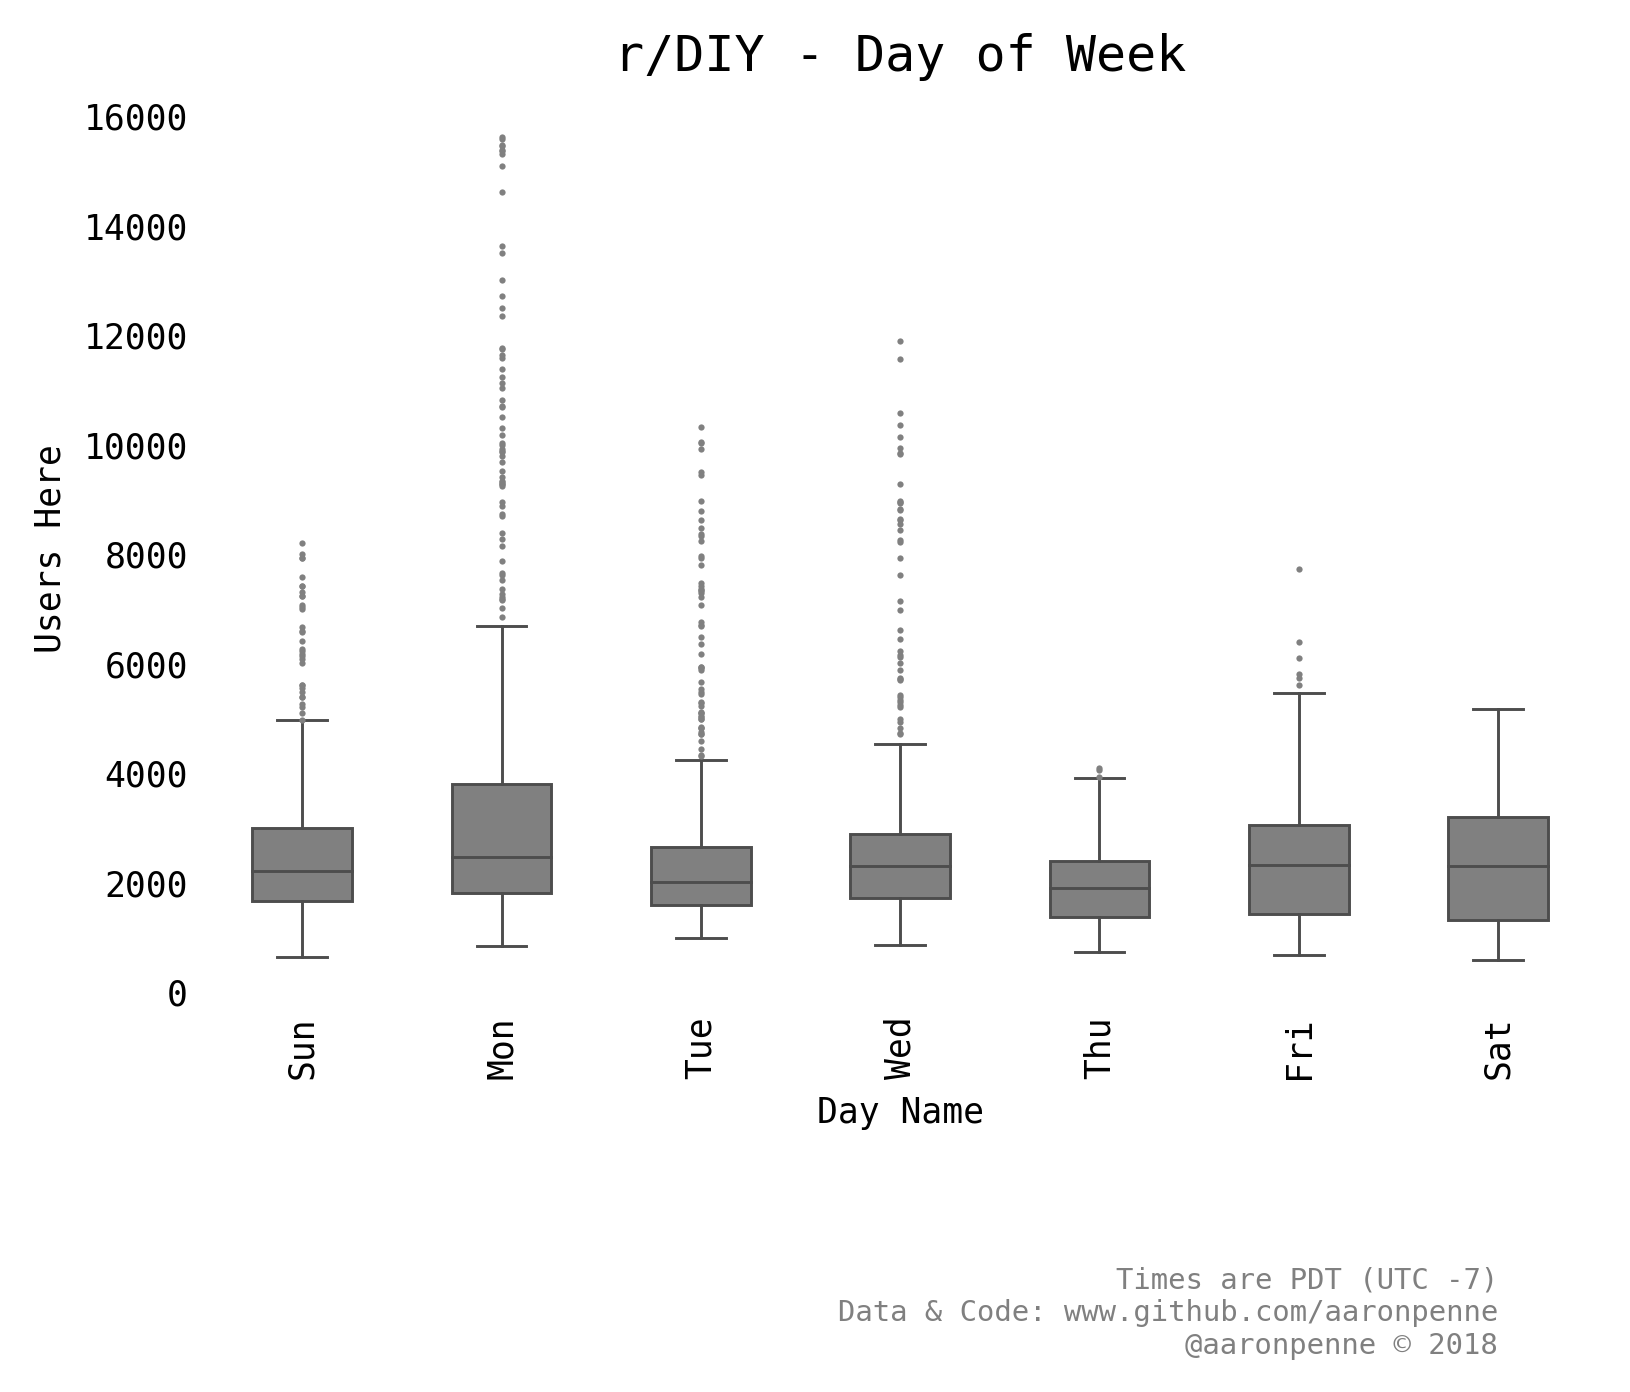 r/DIY - Day of Week
16000
14000
12000
10000
8000
6000
4000
2000
0
Users Here
Sun Mon Tue Wed Thu Fri Sat
Day Name
Times are PDT (UTC -7)
Data & Code: www.github.com/aaronpenne
@aaronpenne © 2018